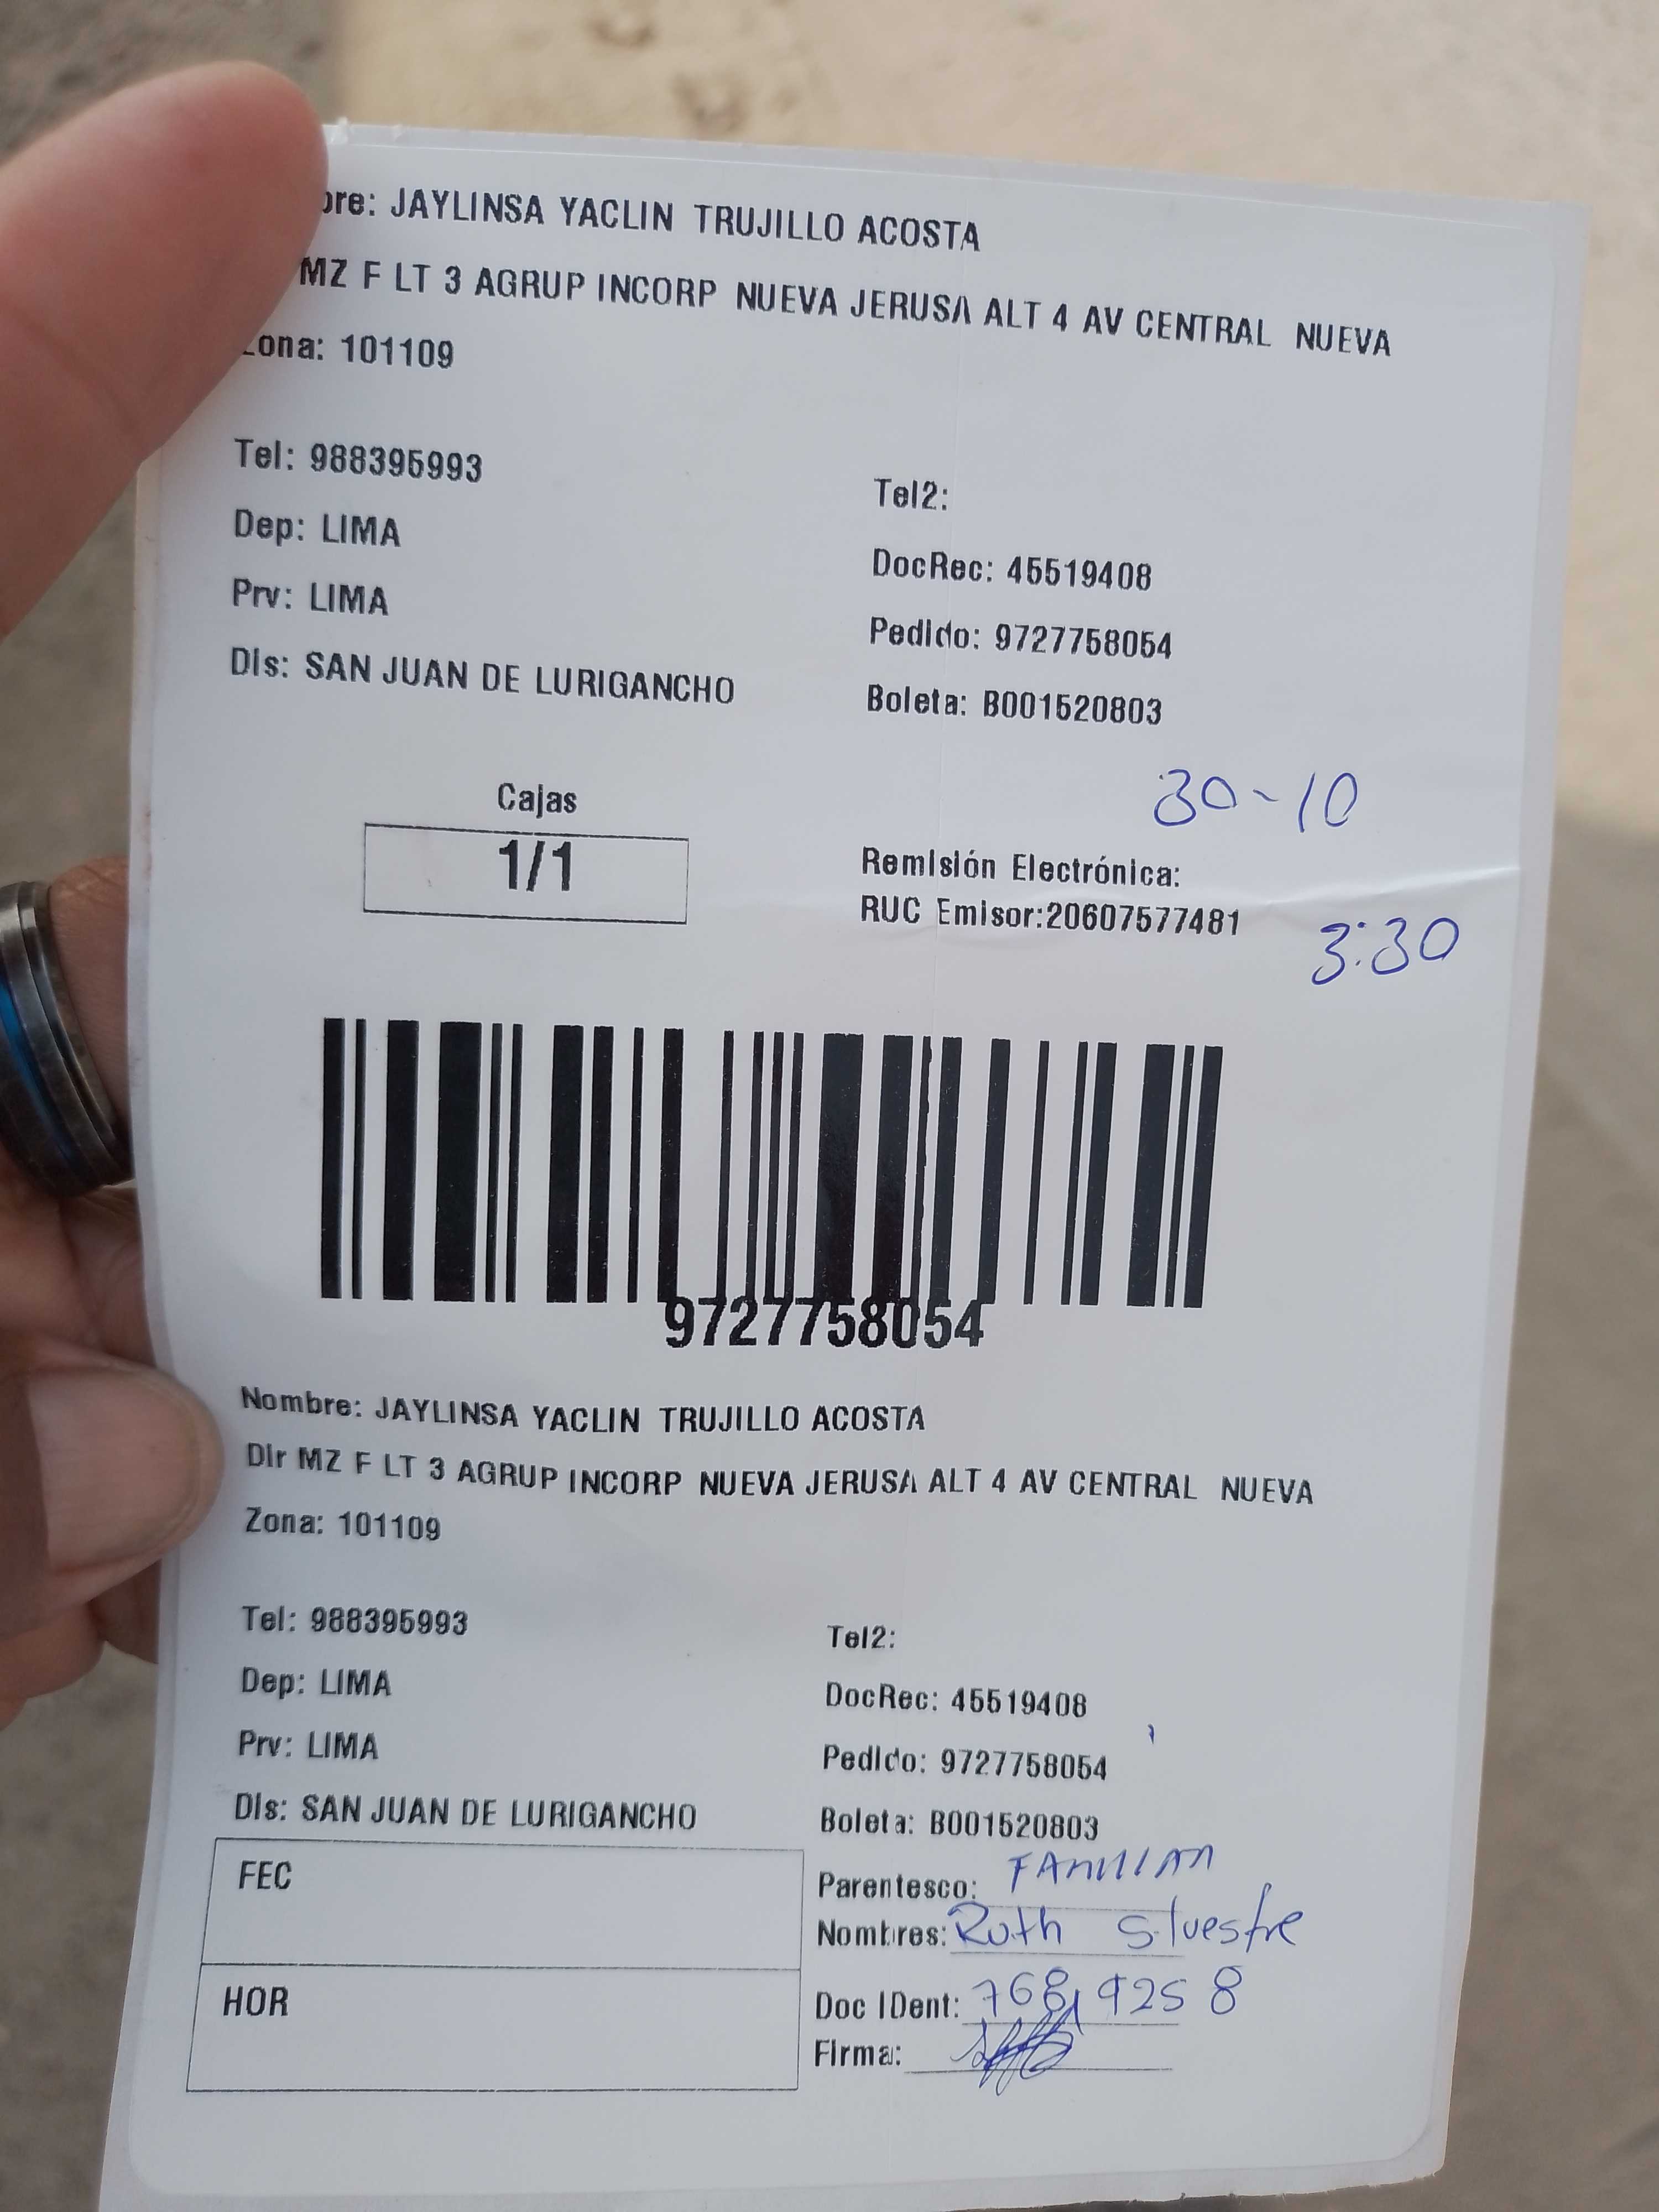 bre: JAYLINSA YACLIN TRUJILLO ACOSTA
MZ F LT 3 AGRUP INCORP NUEVA JERUSA ALT 4 AV CENTRAL NUEVA
Zona: 101109
Tel: 988395993
Tel2:
Dep: LIMA
DocRec: 45519408
Prv: LIMA
Pedido: 9727758054
Dis: SAN JUAN DE LURIGANCHO
Boleta: B001520803
30-10
Cajas
1/1
Remisión Electrónica:
RUC Emisor:20607577481
3:30
9727758054
Nombre: JAYLINSA YACLIN TRUJILLO ACOSTA
Dir MZ F LT 3 AGRUP INCORP NUEVA JERUSA ALT 4 AV CENTRAL NUEVA
Zona: 101109
Tel: 988395993
Tel2:
Dep: LIMA
DocRec: 45519408
Prv: LIMA
Pedido: 9727758054
Dis: SAN JUAN DE LURIGANCHO
Boleta: B001520803
FEC
Parentesco: FAMILIAR
Nombres: Ruth Silvestre
HOR
Doc IDent:
Firma: